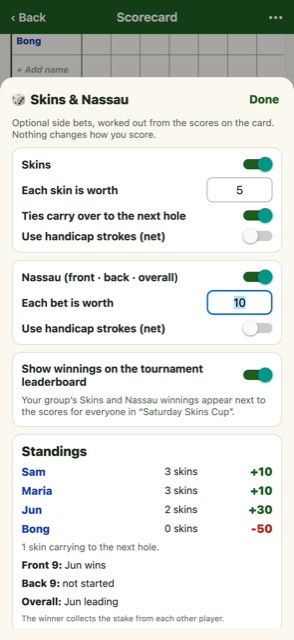 ‹ Back Scorecard •••
Bong
+ Add name
🎲 Skins & Nassau Done
Optional side bets, worked out from the scores on the card.
Nothing changes how you score.
Skins
Each skin is worth 5
Ties carry over to the next hole
Use handicap strokes (net)
Nassau (front · back · overall)
Each bet is worth 10
Use handicap strokes (net)
Show winnings on the tournament
leaderboard
Your group's Skins and Nassau winnings appear next to
the scores for everyone in “Saturday Skins Cup”.
Standings
Sam 3 skins +10
Maria 3 skins +10
Jun 2 skins +30
Bong 0 skins -50
1 skin carrying to the next hole.
Front 9: Jun wins
Back 9: not started
Overall: Jun leading
The winner collects the stake from each other player.